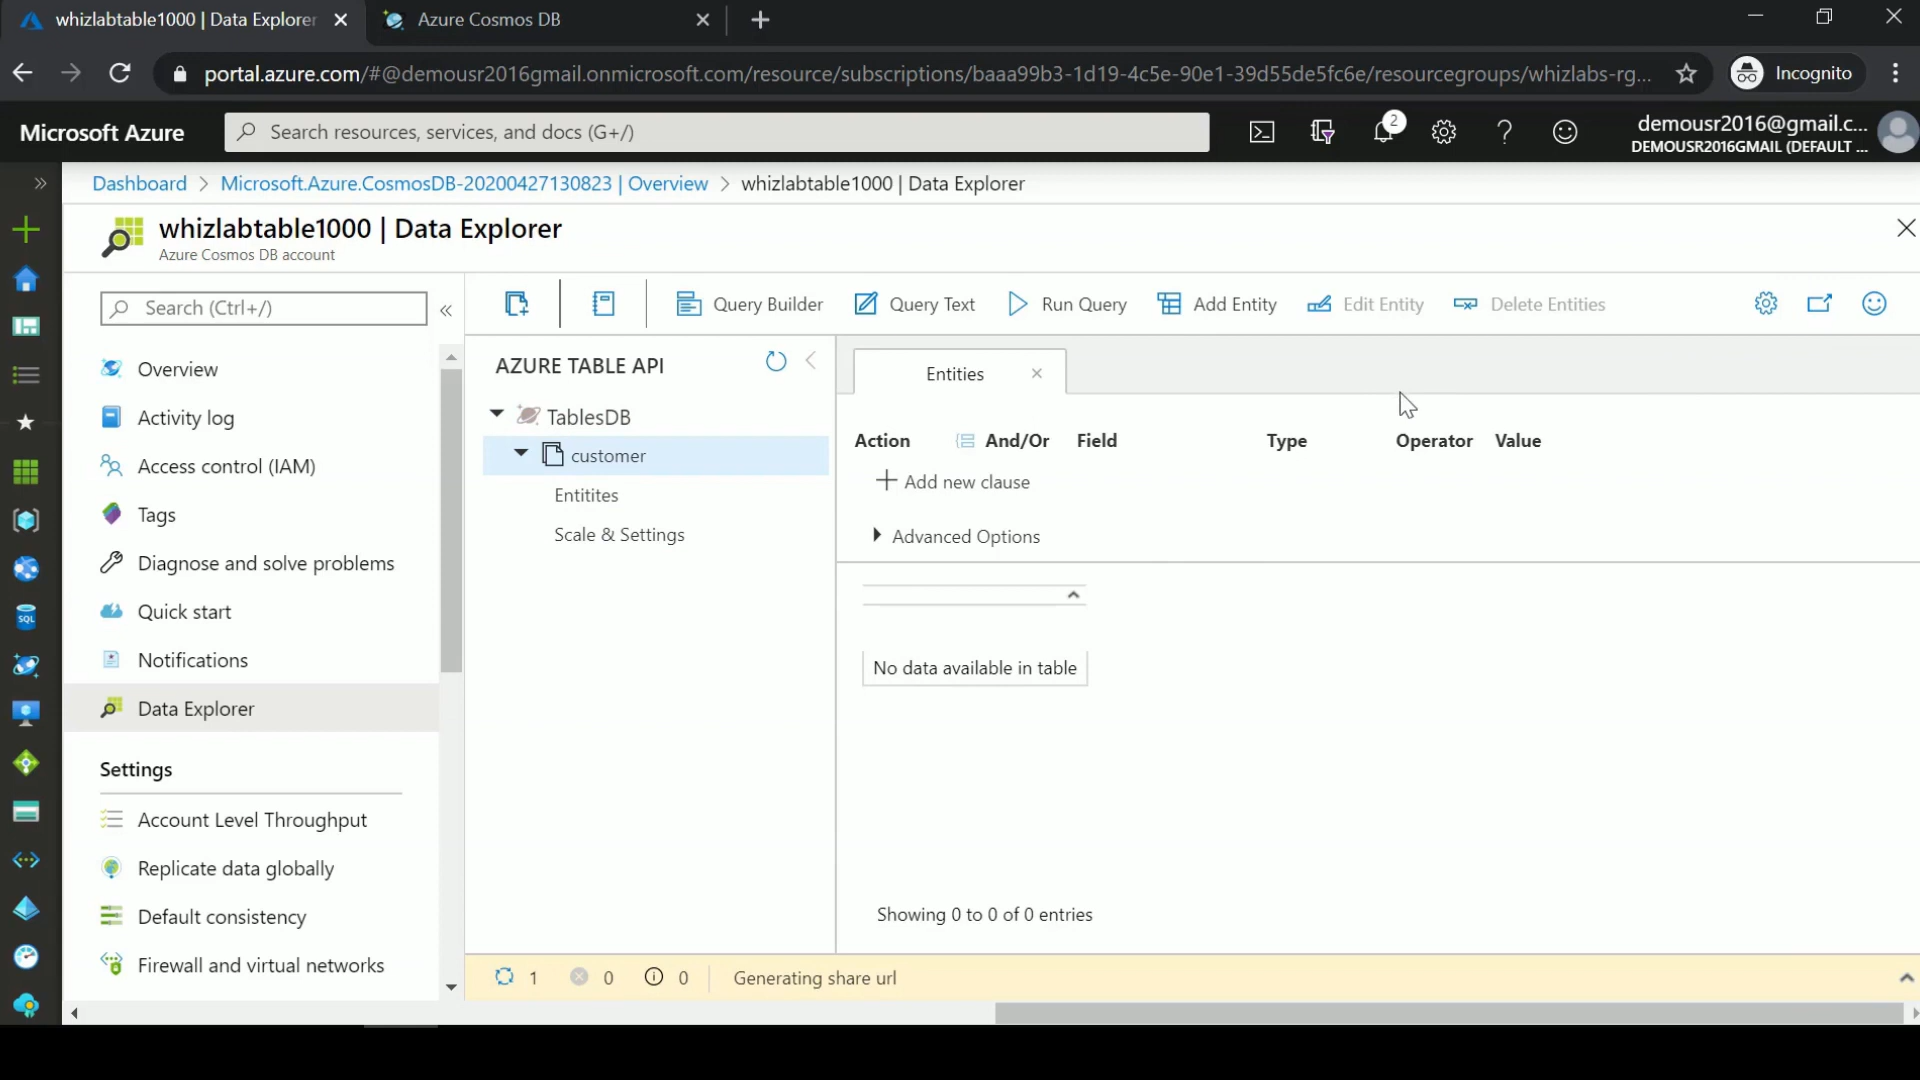 whizlabtable1000 | Data Explorer
Azure Cosmos DB
portal.azure.com/#@demousr2016gmail.onmicrosoft.com/resource/subscriptions/baaa99b3-1d19-4c5e-90e1-39d55de5fc6e/resourcegroups/whizlabs-rg...
Incognito
Microsoft Azure
Search resources, services, and docs (G+/)
2
demousr2016@gmail.c...
DEMOUSR2016GMAIL (DEFAULT ...
Dashboard > Microsoft.Azure.CosmosDB-20200427130823 | Overview > whizlabtable1000 | Data Explorer
whizlabtable1000 | Data Explorer
Azure Cosmos DB account
Search (Ctrl+/)
Overview
Activity log
Access control (IAM)
Tags
Diagnose and solve problems
Quick start
Notifications
Data Explorer
Settings
Account Level Throughput
Replicate data globally
Default consistency
Firewall and virtual networks
SQL
Query Builder
Query Text
Run Query
Add Entity
Edit Entity
Delete Entities
AZURE TABLE API
TablesDB
customer
Entitites
Scale & Settings
Entities
Action And/Or Field Type Operator Value
Add new clause
Advanced Options
No data available in table
Showing 0 to 0 of 0 entries
1 0 0 Generating share url